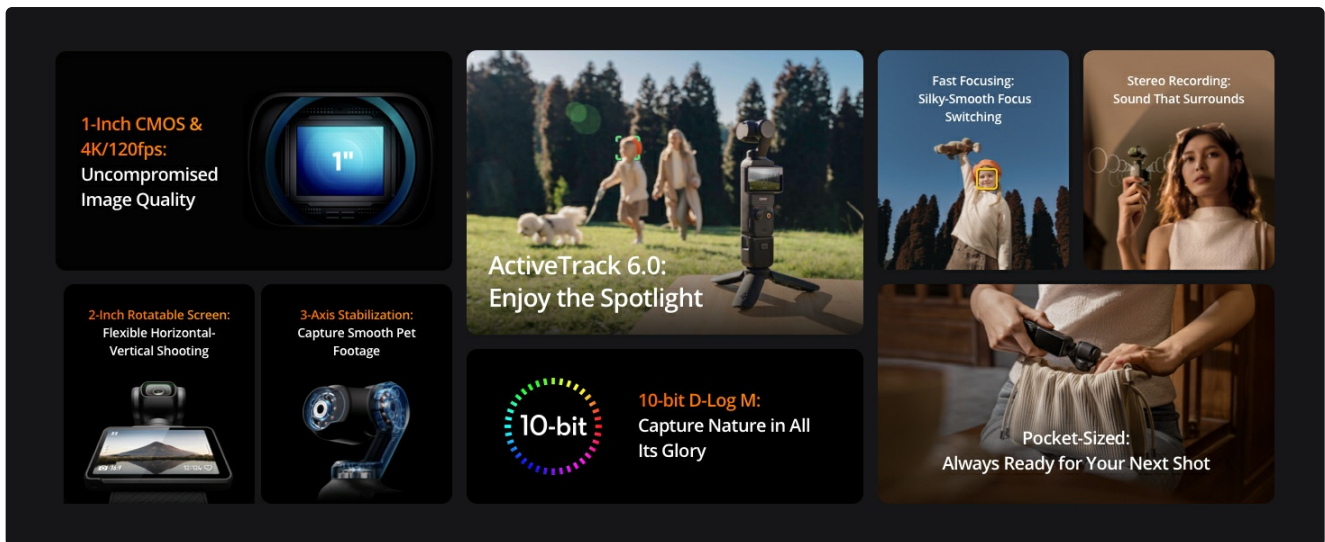 1-Inch CMOS &
4K/120fps:
Uncompromised
Image Quality
1"
ActiveTrack 6.0:
Enjoy the Spotlight
Fast Focusing:
Silky-Smooth Focus
Switching
Stereo Recording:
Sound That Surrounds
2-Inch Rotatable Screen:
Flexible Horizontal-
Vertical Shooting
3-Axis Stabilization:
Capture Smooth Pet
Footage
10-bit
10-bit D-Log M:
Capture Nature in All
Its Glory
Pocket-Sized:
Always Ready for Your Next Shot